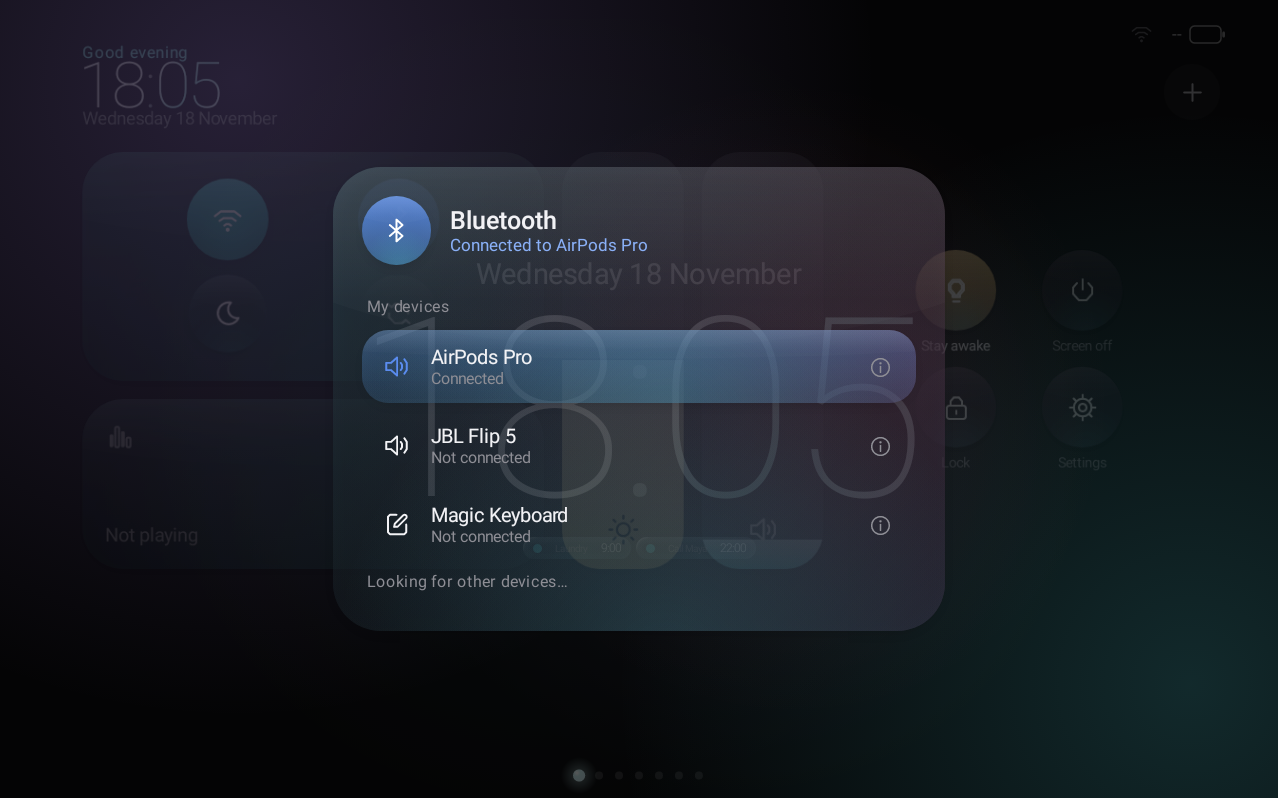 Good evening
18:05
Wednesday 18 November
--
Bluetooth
Connected to AirPods Pro
Wednesday 18 November
18:05
My devices
AirPods Pro
Connected
JBL Flip 5
Not connected
Magic Keyboard
Not connected
9:00
22:00
Looking for other devices...
Not playing
Stay awake
Screen off
Lock
Settings